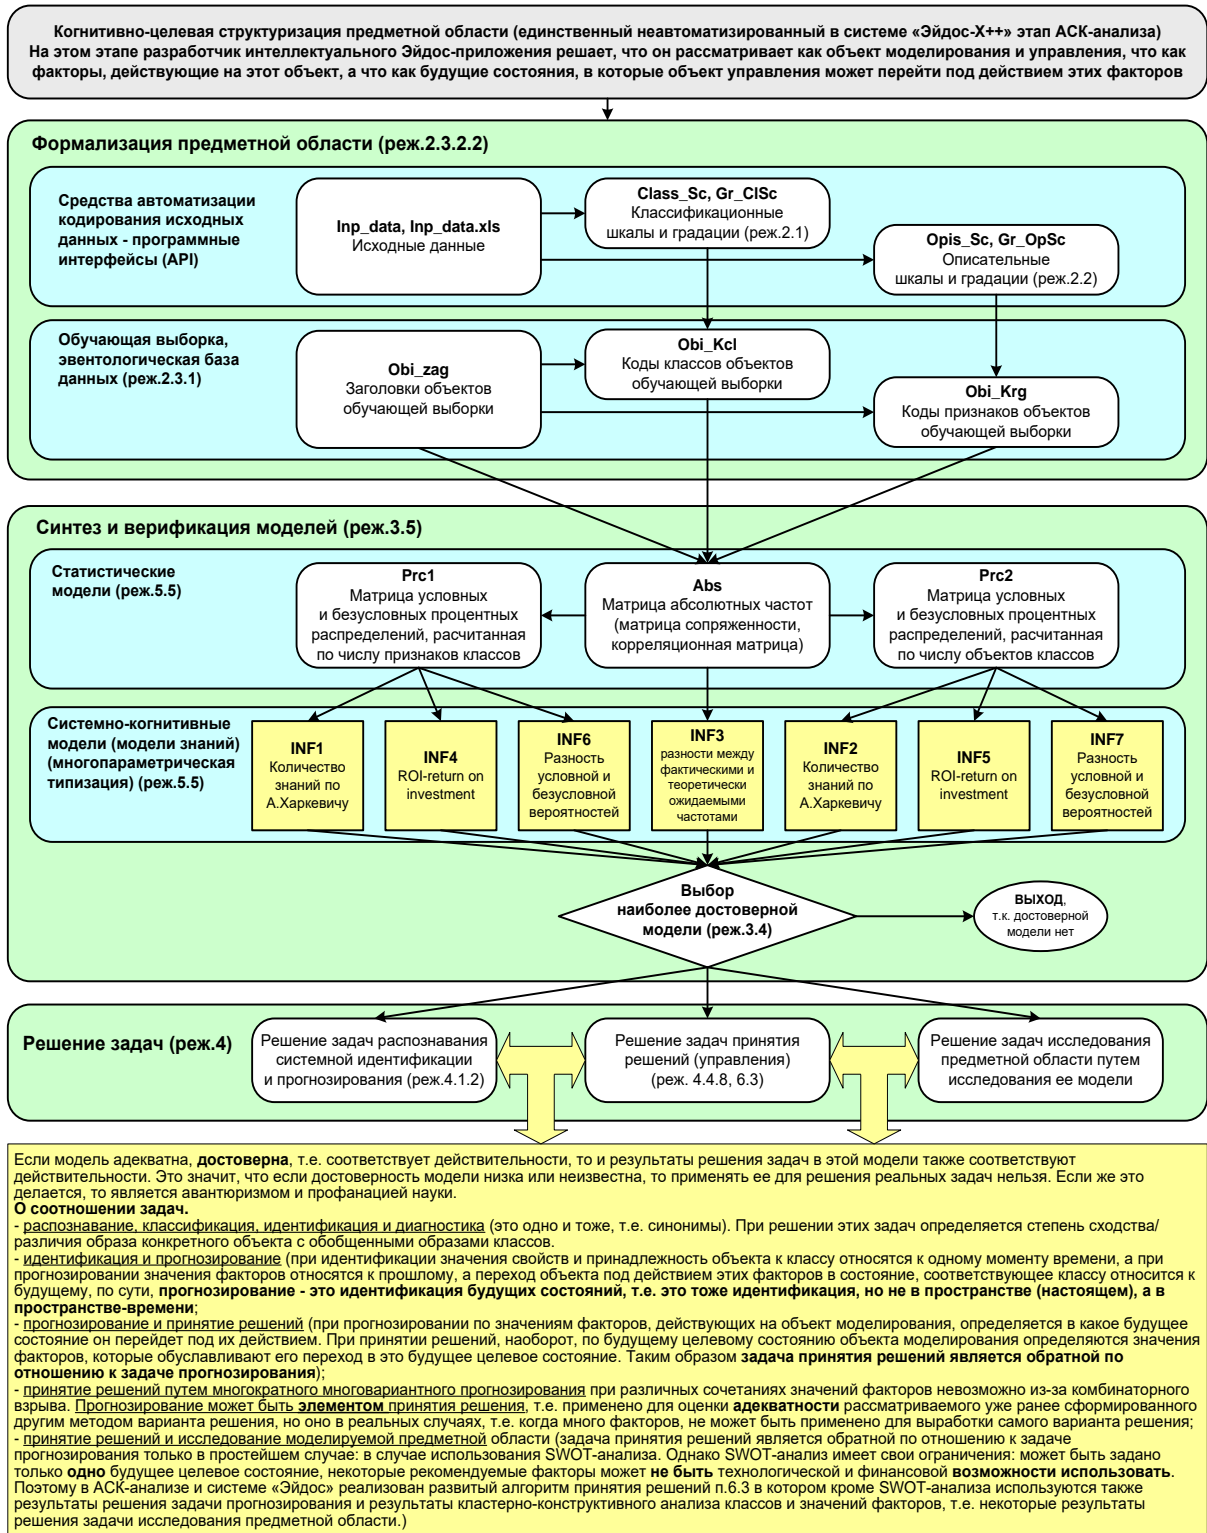 Когнитивно-целевая структуризация предметной области (единственный неавтоматизированный в системе «Эйдос-X++» этап АСК-анализа)
На этом этапе разработчик интеллектуального Эйдос-приложения решает, что он рассматривает как объект моделирования и управления, что как
факторы, действующие на этот объект, а что как будущие состояния, в которые объект управления может перейти под действием этих факторов
Формализация предметной области (реж.2.3.2.2)
Средства автоматизации
кодирования исходных
данных - программные
интерфейсы (API)
Inp_data, Inp_data.xls
Исходные данные
Class_Sc, Gr_ClSc
Классификационные
шкалы и градации (реж.2.1)
Opis_Sc, Gr_OpSc
Описательные
шкалы и градации (реж.2.2)
Обучающая выборка,
эвентологическая база
данных (реж.2.3.1)
Obi_zag
Заголовки объектов
обучающей выборки
Obi_Kcl
Коды классов объектов
обучающей выборки
Obi_Krg
Коды признаков объектов
обучающей выборки
Синтез и верификация моделей (реж.3.5)
Статистические
модели (реж.5.5)
Prc1
Матрица условных
и безусловных процентных
распределений, расчитанная
по числу признаков классов
Abs
Матрица абсолютных частот
(матрица сопряженности,
корреляционная матрица)
Prc2
Матрица условных
и безусловных процентных
распределений, расчитанная
по числу объектов классов
Системно-когнитивные
модели (модели знаний)
(многопараметрическая
типизация) (реж.5.5)
INF1
Количество
знаний по
А.Харкевичу
INF4
ROI-return on
investment
INF6
Разность
условной и
безусловной
вероятностей
INF3
разности между
фактическими и
теоретически
ожидаемыми
частотами
INF2
Количество
знаний по
А.Харкевичу
INF5
ROI-return on
investment
INF7
Разность
условной и
безусловной
вероятностей
Выбор
наиболее достоверной
модели (реж.3.4)
ВЫХОД,
т.к. достоверной
модели нет
Решение задач (реж.4)
Решение задач распознавания
системной идентификации
и прогнозирования (реж.4.1.2)
Решение задач принятия
решений (управления)
(реж. 4.4.8, 6.3)
Решение задач исследования
предметной области путем
исследования ее модели
Если модель адекватна, достоверна, т.е. соответствует действительности, то и результаты решения задач в этой модели также соответствуют
действительности. Это значит, что если достоверность модели низка или неизвестна, то применять ее для решения реальных задач нельзя. Если же это
делается, то является авантюризмом и профанацией науки.
О соотношении задач.
- распознавание, классификация, идентификация и диагностика (это одно и тоже, т.е. синонимы). При решении этих задач определяется степень сходства/
различия образа конкретного объекта с обобщенными образами классов.
- идентификация и прогнозирование (при идентификации значения свойств и принадлежность объекта к классу относятся к одному моменту времени, а при
прогнозировании значения факторов относятся к прошлому, а переход объекта под действием этих факторов в состояние, соответствующее классу относится к
будущему, по сути, прогнозирование - это идентификация будущих состояний, т.е. это тоже идентификация, но не в пространстве (настоящем), а в
пространстве-времени;
- прогнозирование и принятие решений (при прогнозировании по значениям факторов, действующих на объект моделирования, определяется в какое будущее
состояние он перейдет под их действием. При принятии решений, наоборот, по будущему целевому состоянию объекта моделирования определяются значения
факторов, которые обуславливают его переход в это будущее целевое состояние. Таким образом задача принятия решений является обратной по
отношению к задаче прогнозирования);
- принятие решений путем многократного многовариантного прогнозирования при различных сочетаниях значений факторов невозможно из-за комбинаторного
взрыва. Прогнозирование может быть элементом принятия решения, т.е. применено для оценки адекватности рассматриваемого уже ранее сформированного
другим методом варианта решения, но оно в реальных случаях, т.е. когда много факторов, не может быть применено для выработки самого варианта решения;
- принятие решений и исследование моделируемой предметной области (задача принятия решений является обратной по отношению к задаче
прогнозирования только в простейшем случае: в случае использования SWOT-анализа. Однако SWOT-анализ имеет свои ограничения: может быть задано
только одно будущее целевое состояние, некоторые рекомендуемые факторы может не быть технологической и финансовой возможности использовать.
Поэтому в АСК-анализе и системе «Эйдос» реализован развитый алгоритм принятия решений п.6.3 в котором кроме SWOT-анализа используются также
результаты решения задачи прогнозирования и результаты кластерно-конструктивного анализа классов и значений факторов, т.е. некоторые результаты
решения задачи исследования предметной области.)